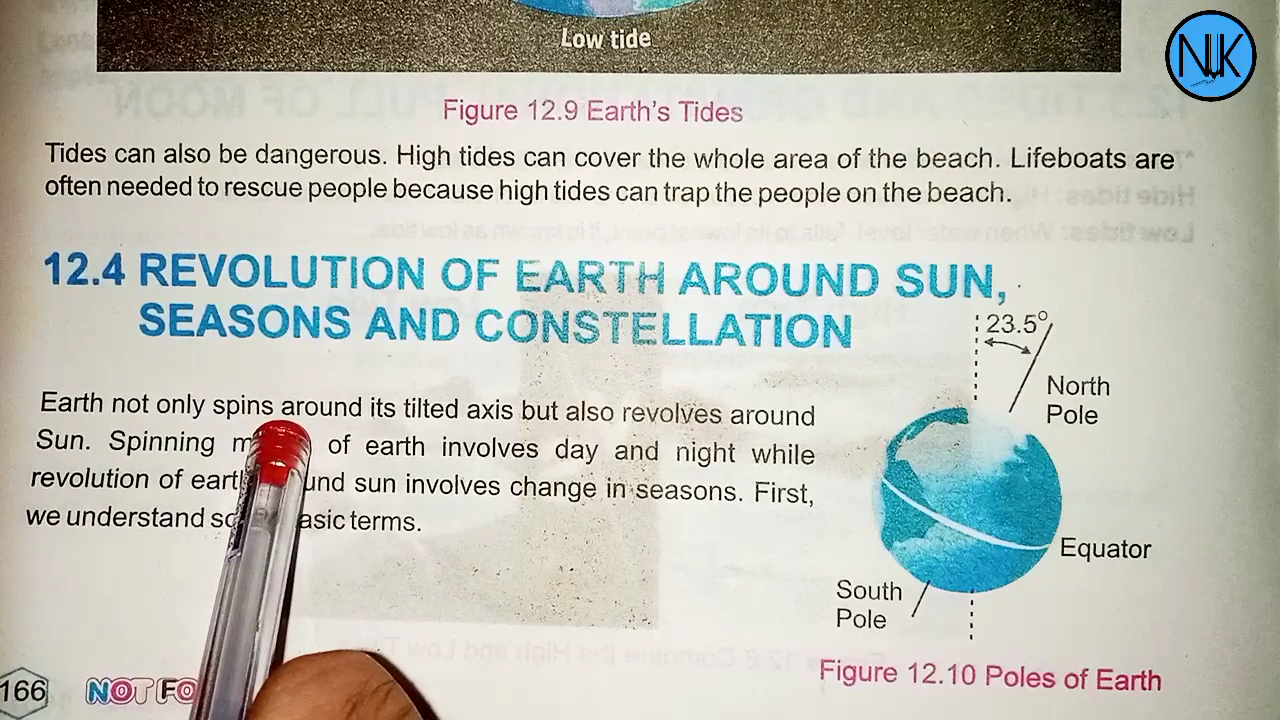 Low tide
NJK
Figure 12.9 Earth's Tides
Tides can also be dangerous. High tides can cover the whole area of the beach. Lifeboats are
often needed to rescue people because high tides can trap the people on the beach.
12.4 REVOLUTION OF EARTH AROUND SUN,
SEASONS AND CONSTELLATION
Earth not only spins around its tilted axis but also revolves around
Sun. Spinning of earth involves day and night while
revolution of sun involves change in seasons. First,
we understand terms.
23.5°
North
Pole
Equator
South
Pole
Figure 12.10 Poles of Earth
166 NOT